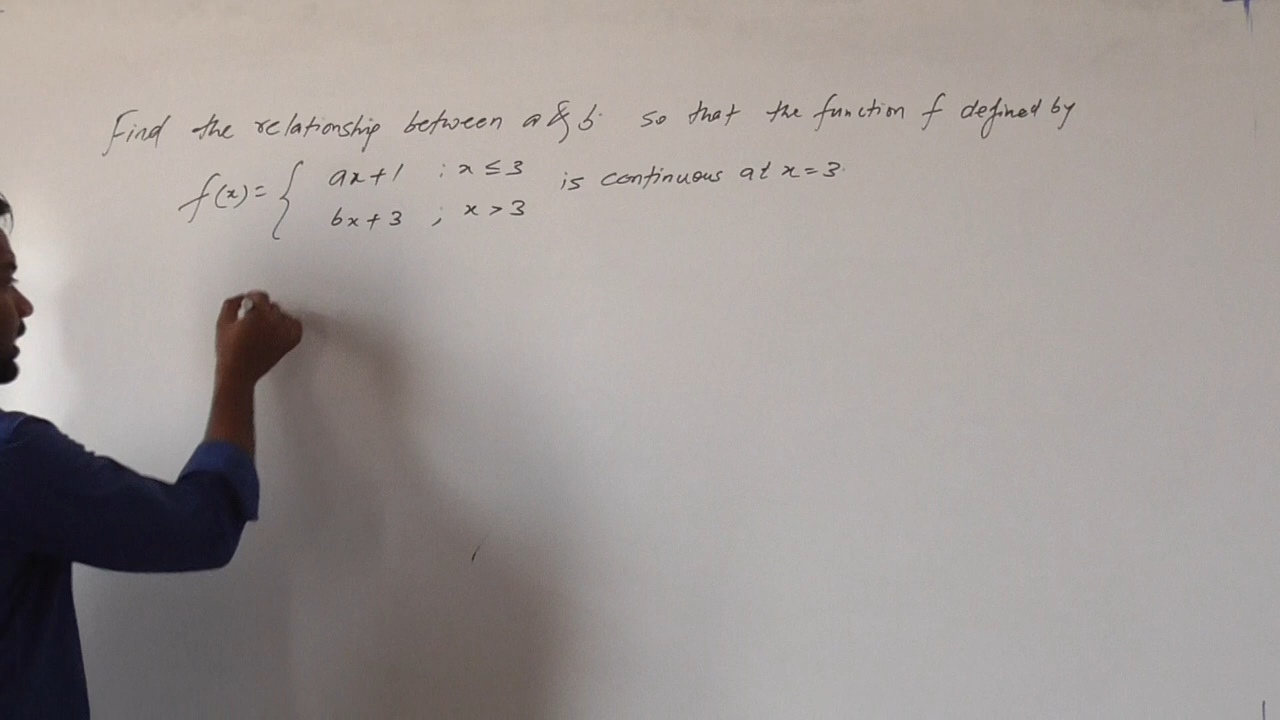 Find the relationship between a & b so that the function f defined by
f(x) = { ax + 1 ; x ≤ 3 is continuous at x = 3.
bx + 3 ; x > 3